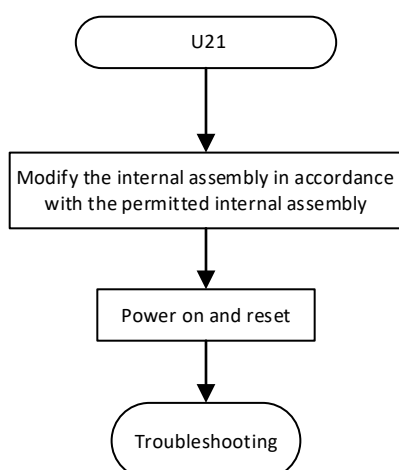 U21
Modify the internal assembly in accordance
with the permitted internal assembly
Power on and reset
Troubleshooting